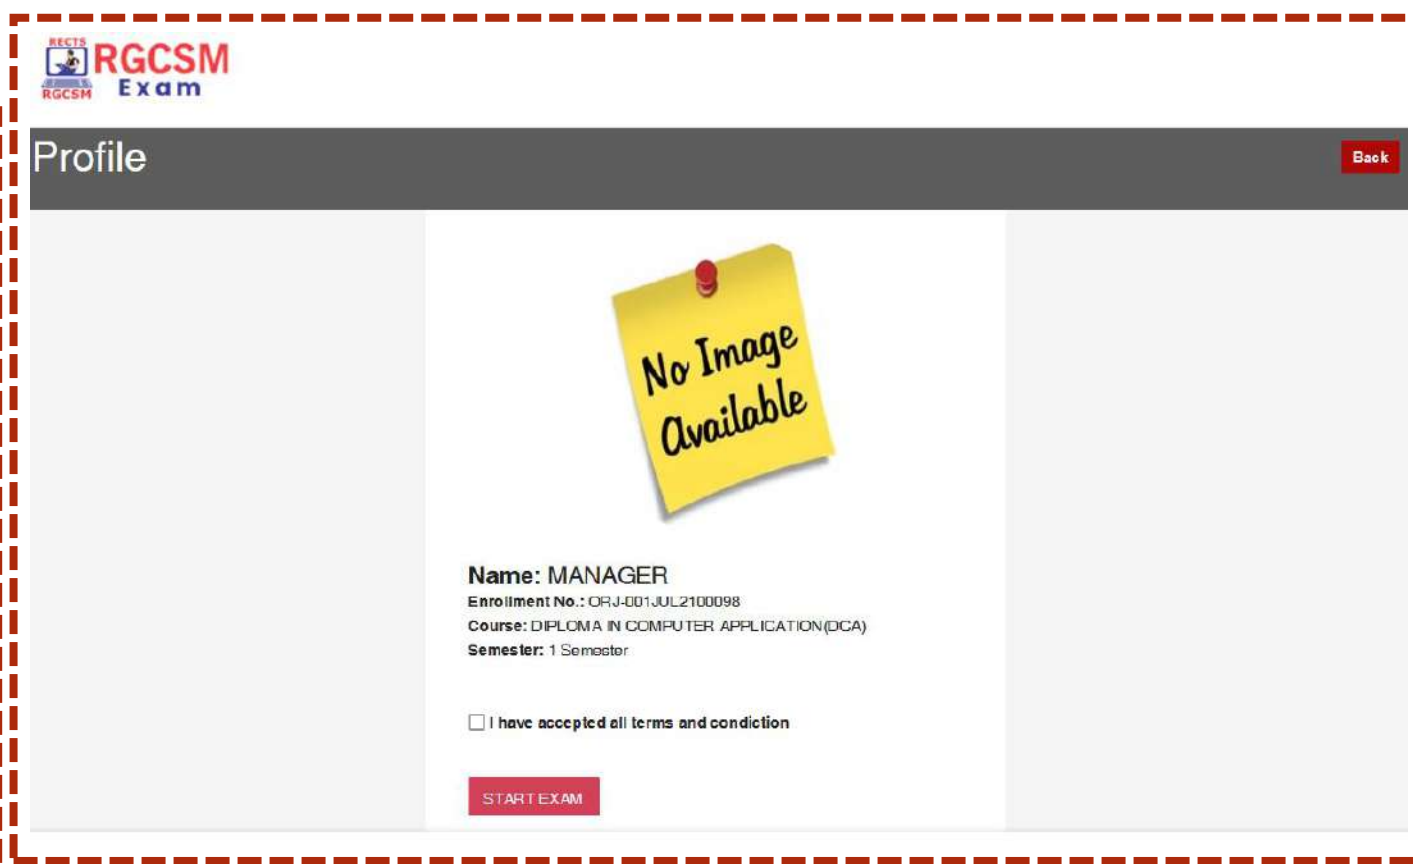 RECTS
RGCSM
Exam
RGCSM
Profile
Back
No Image
Available
Name: MANAGER
Enrollment No.: ORJ-001JUL2100098
Course: DIPLOMA IN COMPUTER APPLICATION(DCA)
Semester: 1 Semester
I have accepted all terms and condiction
START EXAM